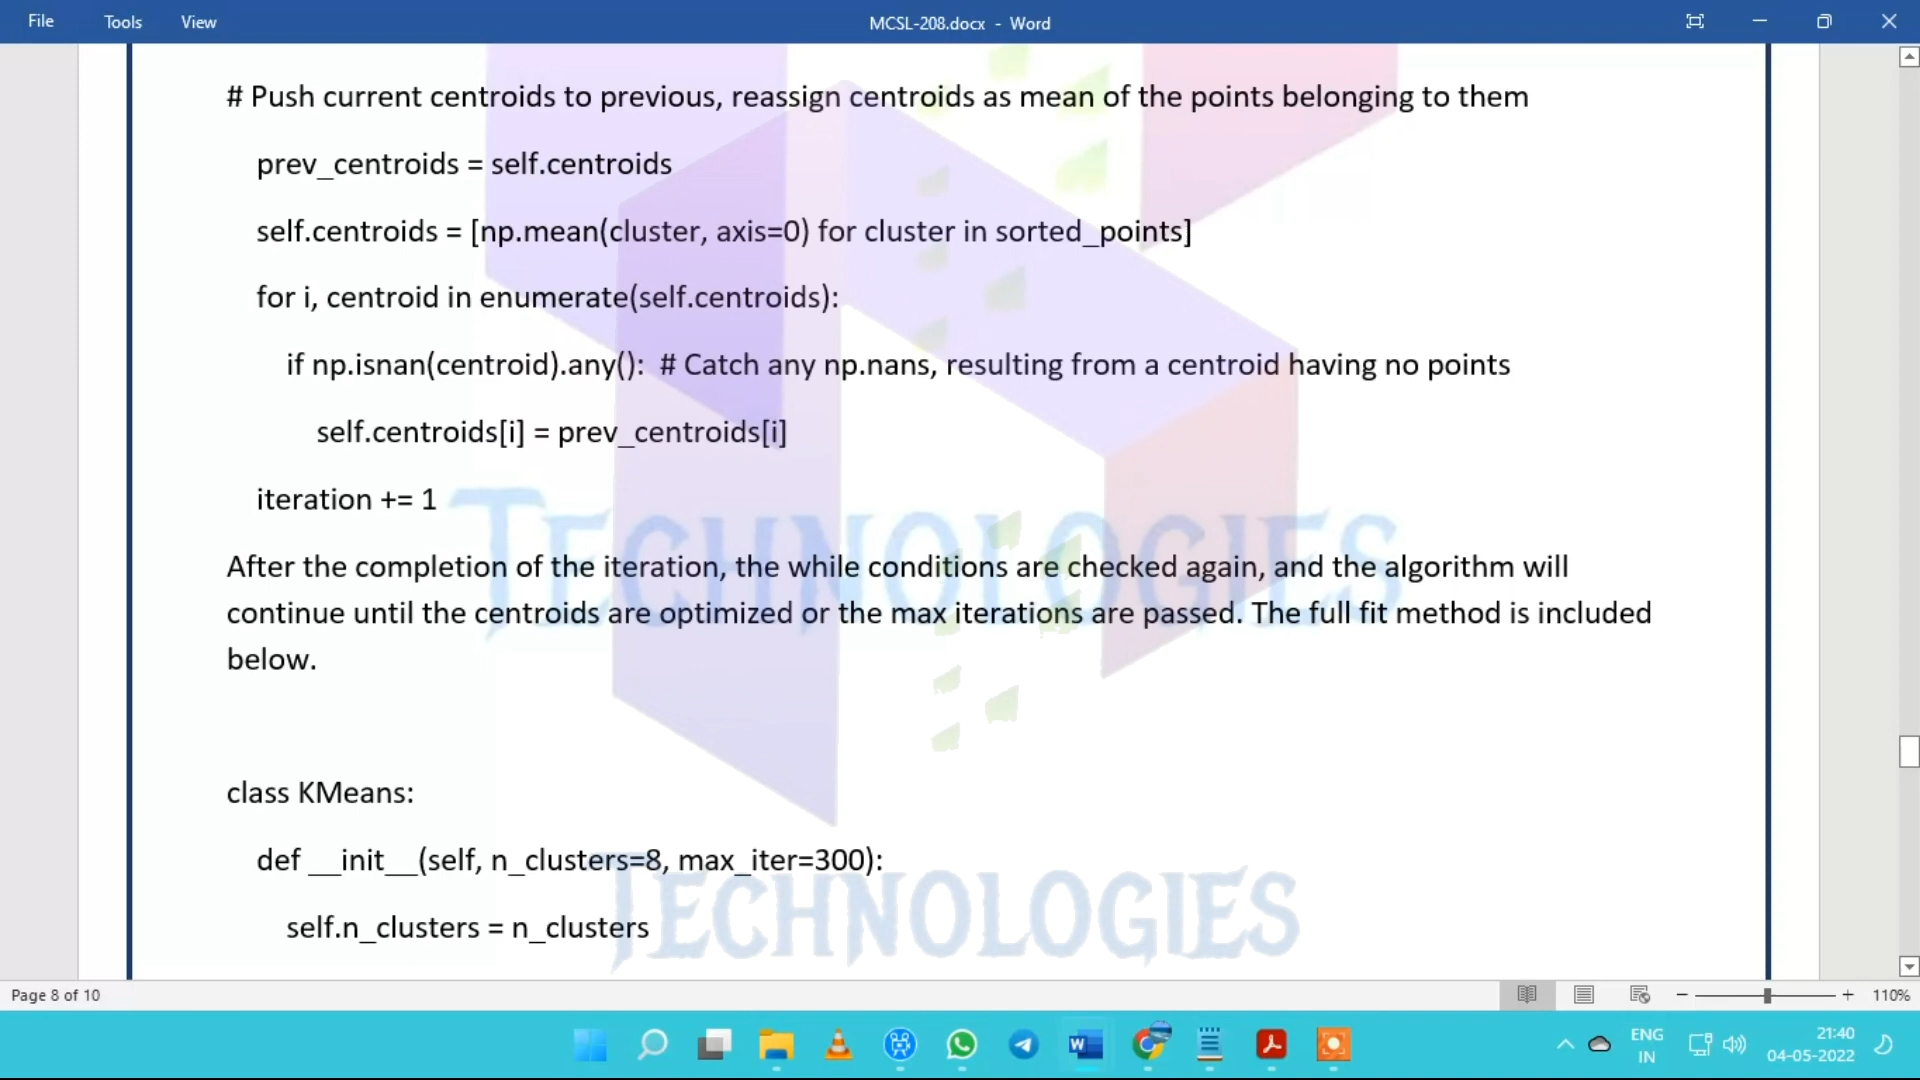 File Tools View MCSL-208.docx - Word
# Push current centroids to previous, reassign centroids as mean of the points belonging to them
prev_centroids = self.centroids
self.centroids = [np.mean(cluster, axis=0) for cluster in sorted_points]
for i, centroid in enumerate(self.centroids):
if np.isnan(centroid).any(): # Catch any np.nans, resulting from a centroid having no points
self.centroids[i] = prev_centroids[i]
iteration += 1
TECHNOLOGIES
After the completion of the iteration, the while conditions are checked again, and the algorithm will
continue until the centroids are optimized or the max iterations are passed. The full fit method is included
below.
class KMeans:
def __init__(self, n_clusters=8, max_iter=300):
TECHNOLOGIES
self.n_clusters = n_clusters
Page 8 of 10
110%
ENG
IN
21:40
04-05-2022